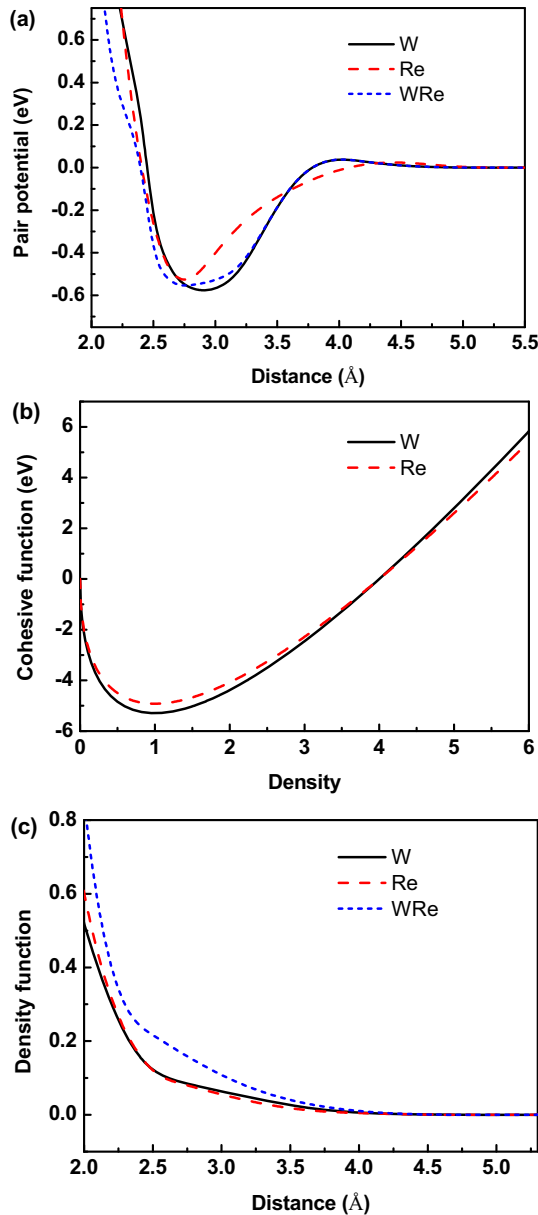 (a)
0.6
0.4
0.2
0.0
-0.2
-0.4
-0.6
Pair potential (eV)
W
Re
WRe
2.0 2.5 3.0 3.5 4.0 4.5 5.0 5.5
Distance (Å)
(b)
6
4
2
0
-2
-4
-6
Cohesive function (eV)
W
Re
0 1 2 3 4 5 6
Density
(c)
0.8
0.6
0.4
0.2
0.0
Density function
W
Re
WRe
2.0 2.5 3.0 3.5 4.0 4.5 5.0
Distance (Å)